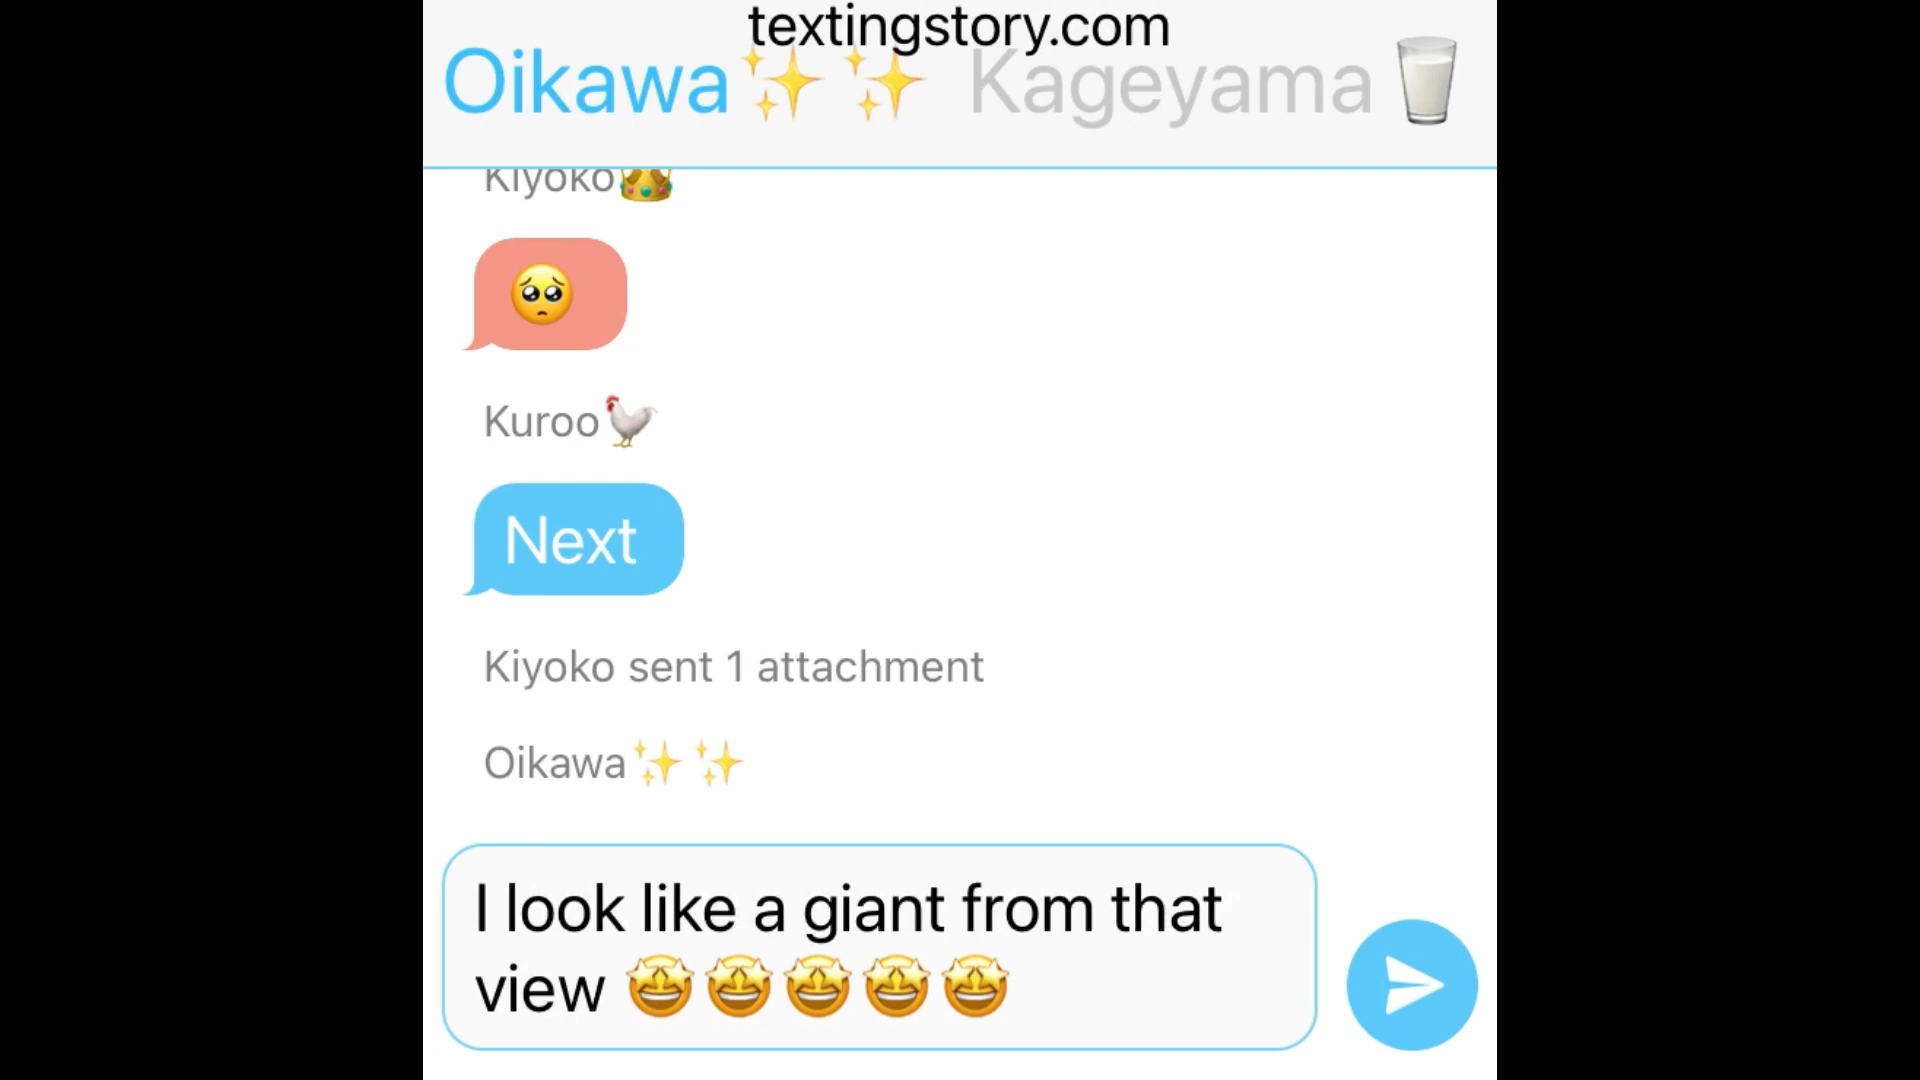 textingstory.com
Oikawa✨ ✨ Kageyama🥛
Kiyoko👑
🥺
Kuroo🐓
Next
Kiyoko sent 1 attachment
Oikawa✨ ✨
I look like a giant from that
view 🤩🤩🤩🤩🤩